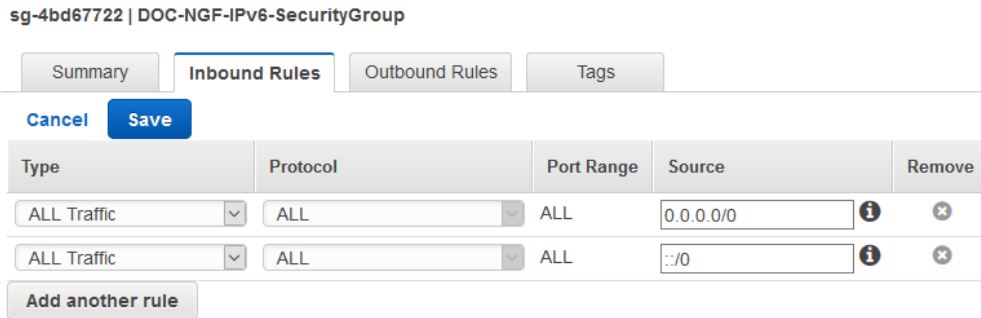 sg-4bd67722 | DOC-NGF-IPv6-SecurityGroup
Summary Inbound Rules Outbound Rules Tags
Cancel Save
Type Protocol Port Range Source Remove
ALL Traffic ALL ALL 0.0.0.0/0
ALL Traffic ALL ALL ::/0
Add another rule